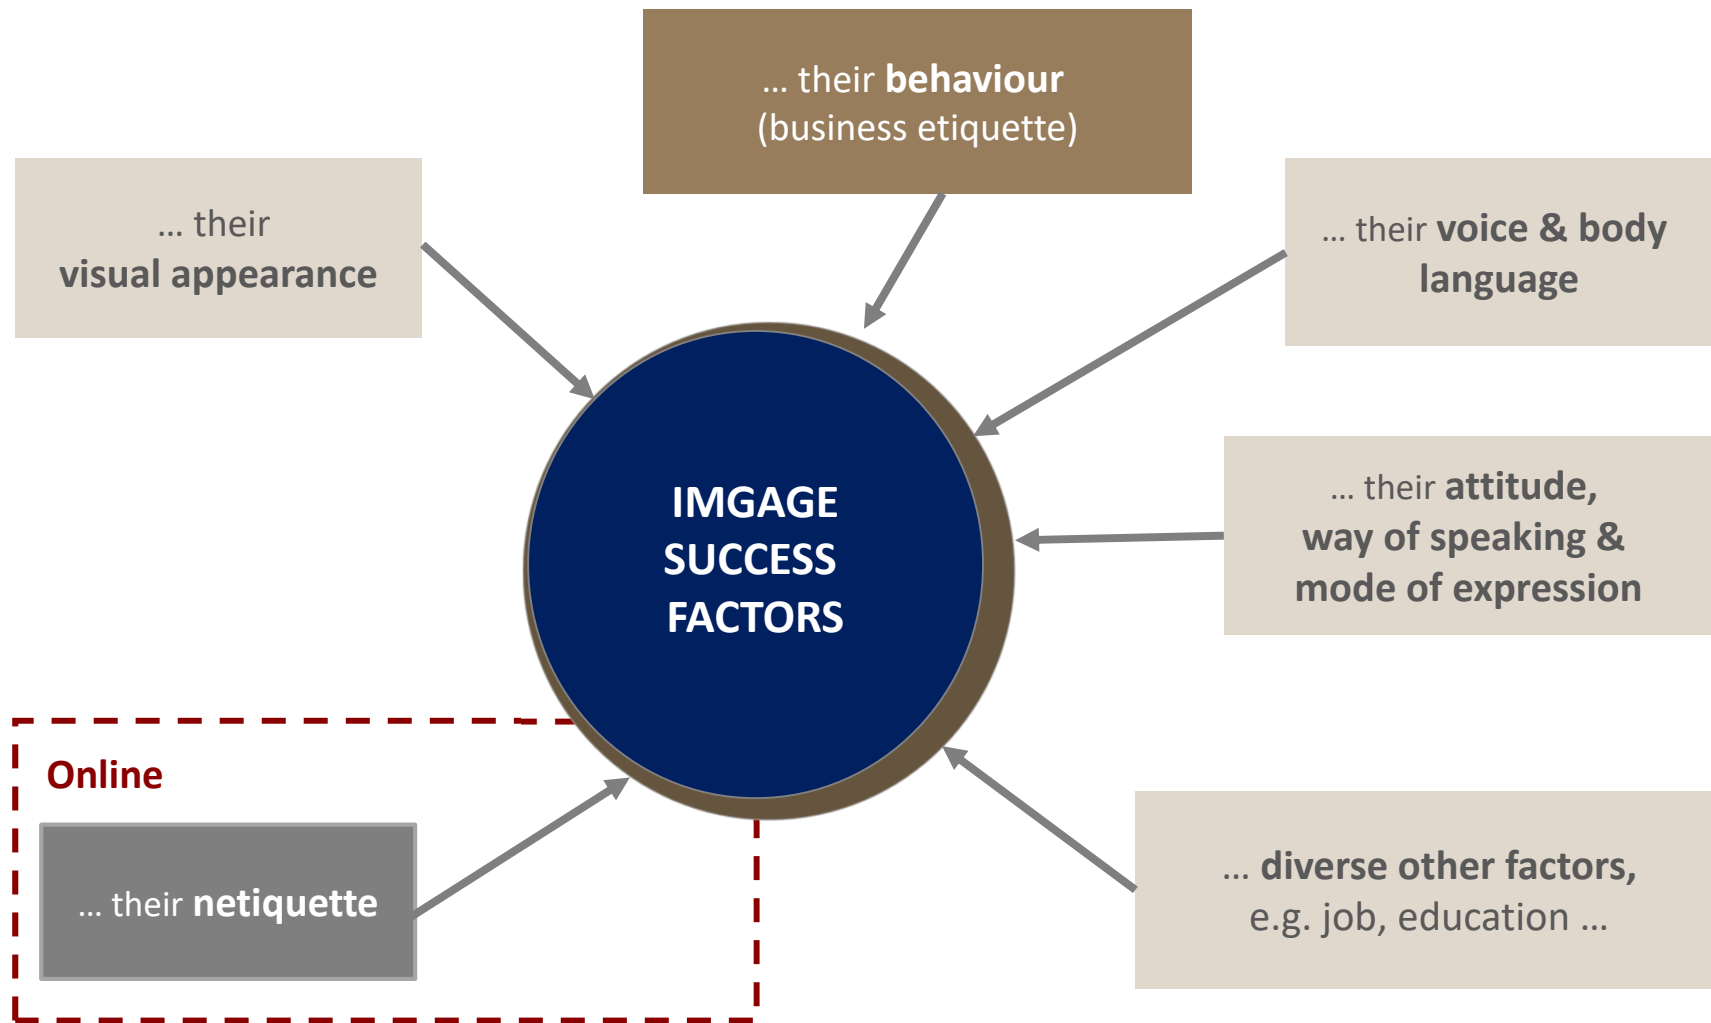 … their behaviour
(business etiquette)
… their
visual appearance
… their voice & body
language
IMGAGE
SUCCESS
FACTORS
… their attitude,
way of speaking &
mode of expression
Online
… their netiquette
… diverse other factors,
e.g. job, education …